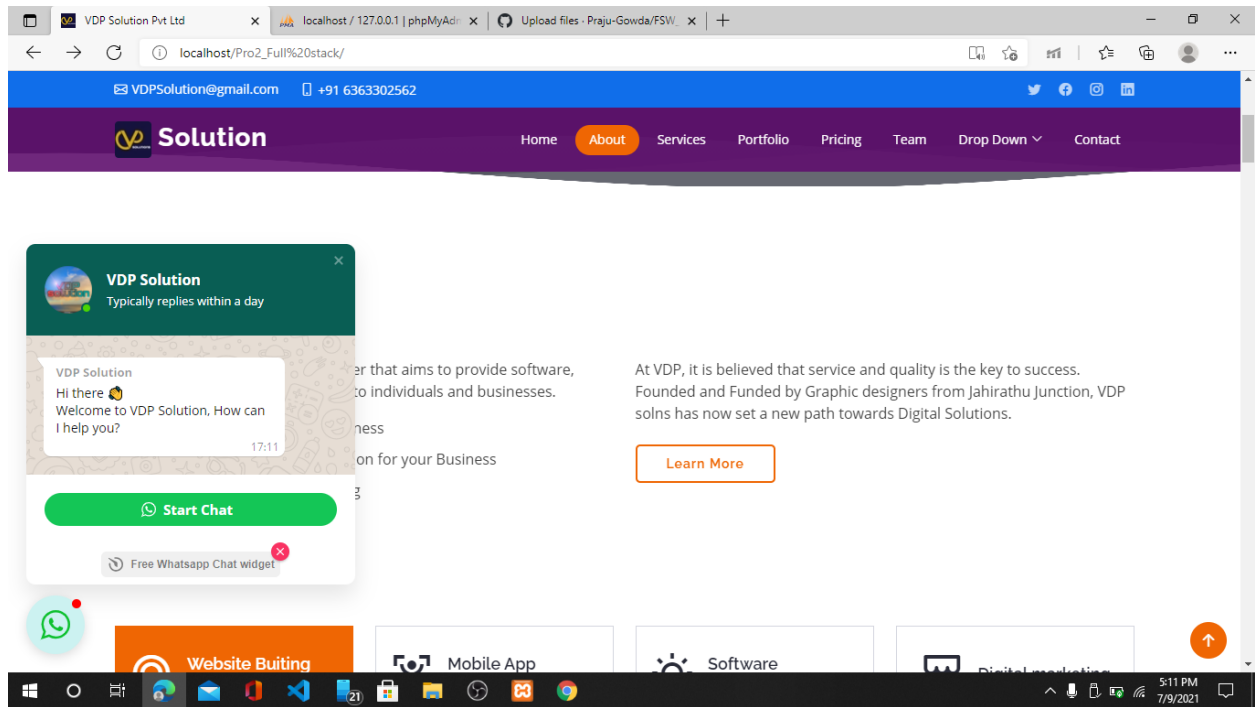 VDP Solution Pvt Ltd
localhost / 127.0.0.1 | phpMyAdm
Upload files · Praju-Gowda/FSW_
localhost/Pro2_Full%20stack/
VDPSolution@gmail.com +91 6363302562
Solution
Home About Services Portfolio Pricing Team Drop Down Contact
VDP Solution
Typically replies within a day
VDP Solution
Hi there 👏
Welcome to VDP Solution, How can
I help you?
17:11
Start Chat
Free Whatsapp Chat widget
er that aims to provide software,
to individuals and businesses.
ness
on for your Business
g
At VDP, it is believed that service and quality is the key to success.
Founded and Funded by Graphic designers from Jahirathu Junction, VDP
solns has now set a new path towards Digital Solutions.
Learn More
Website Buiting
Mobile App
Software
Digital marketing
21
5:11 PM
7/9/2021